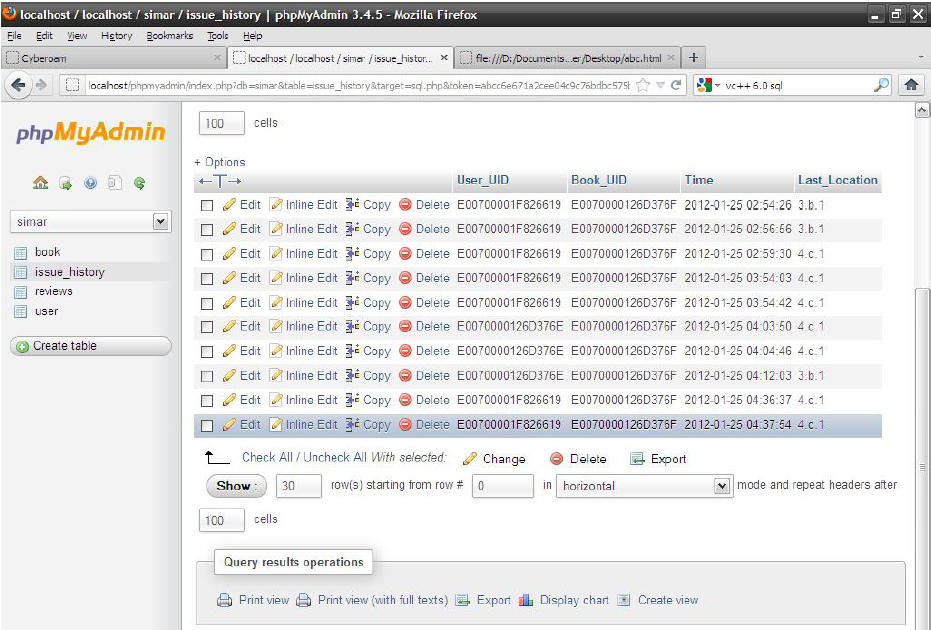 localhost / localhost / simar / issue_history | phpMyAdmin 3.4.5 - Mozilla Firefox
File Edit View History Bookmarks Tools Help
Cyberoam
localhost / localhost / simar / issue_histor...
file:///D:/Documents...er/Desktop/abc.html
localhost/phpmyadmin/index.php?db=simar&table=issue_history&target=sql.php&token=abcc6e671a2cee04c9c76bdbc575
vc++ 6.0 sql
phpMyAdmin
simar
book
issue_history
reviews
user
Create table
100 cells
+ Options
User_UID Book_UID Time Last_Location
Edit Inline Edit Copy Delete E00700001F826619 E0070000126D376F 2012-01-25 02:54:26 3.b.1
Edit Inline Edit Copy Delete E00700001F826619 E0070000126D376F 2012-01-25 02:56:56 3.b.1
Edit Inline Edit Copy Delete E00700001F826619 E0070000126D376F 2012-01-25 02:59:30 4.c.1
Edit Inline Edit Copy Delete E00700001F826619 E0070000126D376F 2012-01-25 03:54:03 4.c.1
Edit Inline Edit Copy Delete E00700001F826619 E0070000126D376F 2012-01-25 03:54:42 4.c.1
Edit Inline Edit Copy Delete E0070000126D376E E0070000126D376F 2012-01-25 04:03:50 4.c.1
Edit Inline Edit Copy Delete E0070000126D376E E0070000126D376F 2012-01-25 04:04:46 4.c.1
Edit Inline Edit Copy Delete E0070000126D376E E0070000126D376F 2012-01-25 04:12:03 3.b.1
Edit Inline Edit Copy Delete E00700001F826619 E0070000126D376F 2012-01-25 04:36:37 4.c.1
Edit Inline Edit Copy Delete E00700001F826619 E0070000126D376F 2012-01-25 04:37:54 4.c.1
Check All / Uncheck All With selected: Change Delete Export
Show : 30 row(s) starting from row # 0 in horizontal mode and repeat headers after
100 cells
Query results operations
Print view Print view (with full texts) Export Display chart Create view